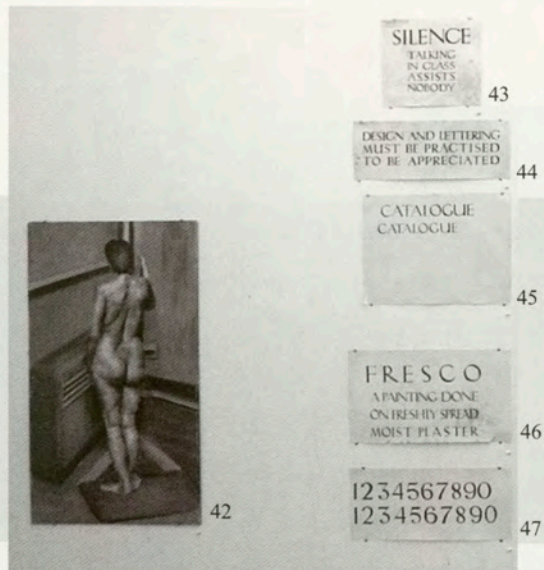 SILENCE
TALKING
IN CLASS
ASSISTS
NOBODY
43
DESIGN AND LETTERING
MUST BE PRACTISED
TO BE APPRECIATED
44
CATALOGUE
CATALOGUE
45
FRESCO
A PAINTING DONE
ON FRESHLY SPREAD
MOIST PLASTER
46
1234567890
1234567890
47
42